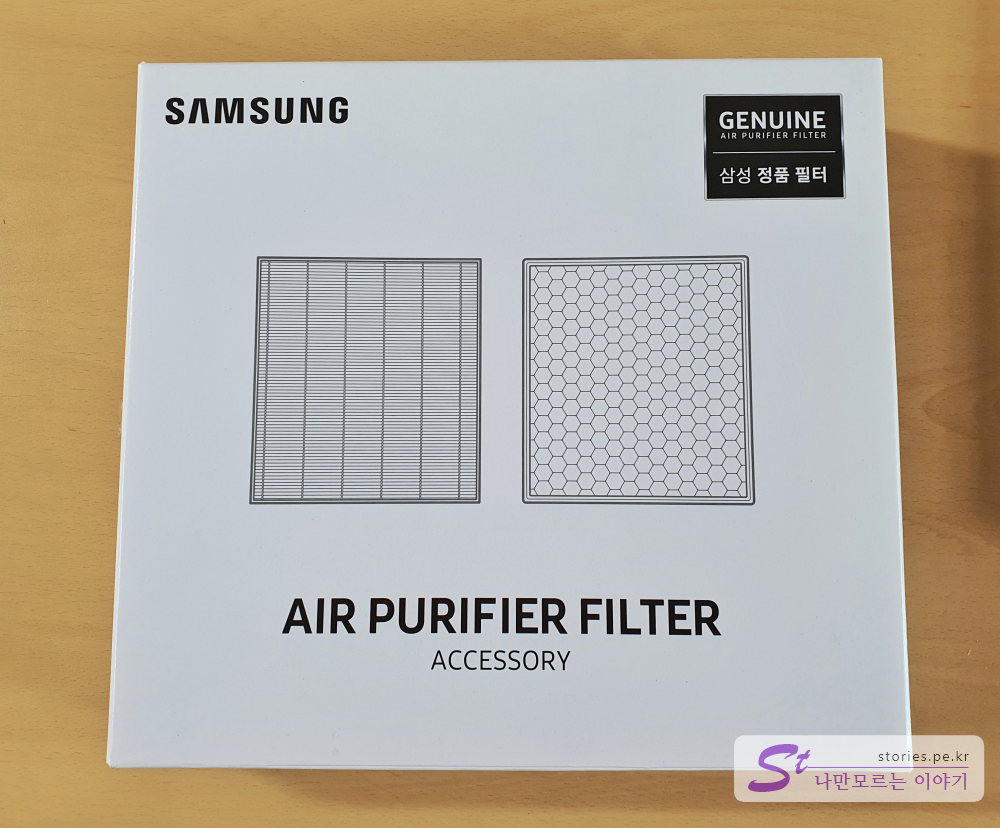 SAMSUNG
GENUINE
AIR PURIFIER FILTER
삼성 정품 필터
AIR PURIFIER FILTER
ACCESSORY
St
stories.pe.kr
나만모르는 이야기